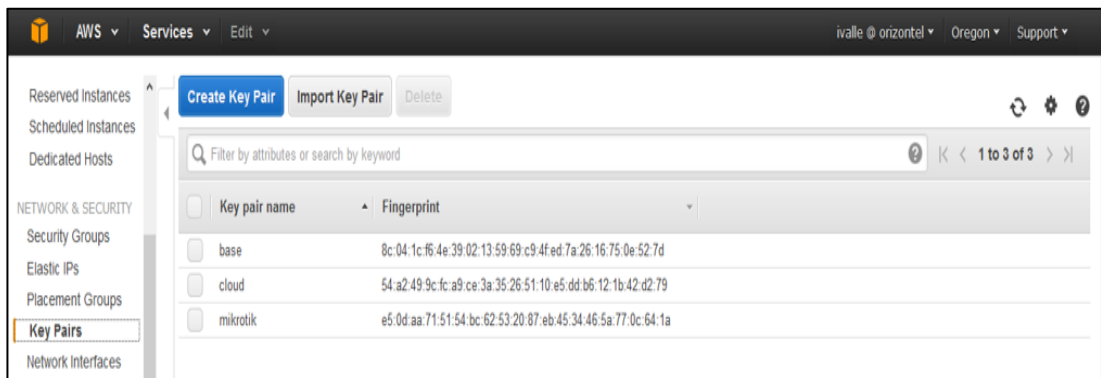 AWS Services Edit ivalle @ orizontel Oregon Support
Reserved Instances
Scheduled Instances
Dedicated Hosts
NETWORK & SECURITY
Security Groups
Elastic IPs
Placement Groups
Key Pairs
Network Interfaces
Create Key Pair Import Key Pair Delete
Filter by attributes or search by keyword 1 to 3 of 3
Key pair name Fingerprint
base 8c:04:1c:f6:4e:39:02:13:59:69:c9:4f:ed:7a:26:16:75:0e:52:7d
cloud 54:a2:49:9c:fc:a9:ce:3a:35:26:51:10:e5:dd:b6:12:1b:42:d2:79
mikrotik e5:0d:aa:71:51:54:bc:62:53:20:87:eb:45:34:46:5a:77:0c:64:1a